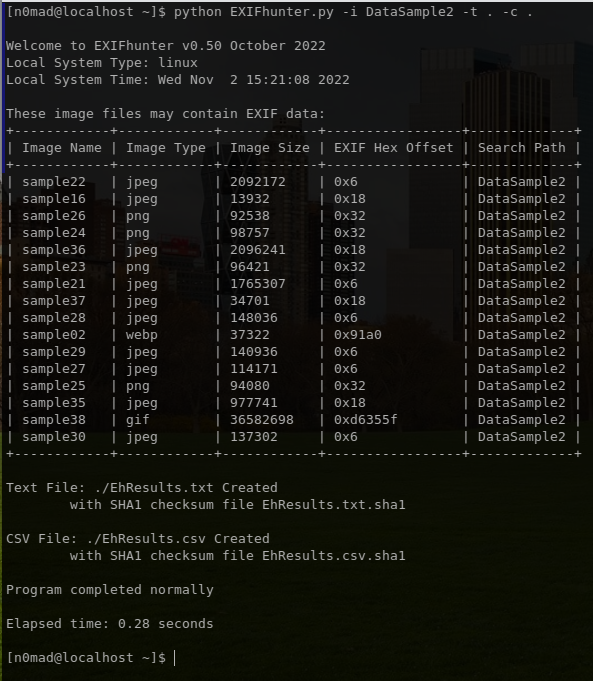 [n0mad@localhost ~]$ python EXIFhunter.py -i DataSample2 -t . -c .

Welcome to EXIFhunter v0.50 October 2022
Local System Type: linux
Local System Time: Wed Nov  2 15:21:08 2022

These image files may contain EXIF data:
+------------+------------+------------+-----------------+-------------+
| Image Name | Image Type | Image Size | EXIF Hex Offset | Search Path |
+------------+------------+------------+-----------------+-------------+
| sample22   | jpeg       | 2092172    | 0x6             | DataSample2 |
| sample16   | jpeg       | 13932      | 0x18            | DataSample2 |
| sample26   | png        | 92538      | 0x32            | DataSample2 |
| sample24   | png        | 98757      | 0x32            | DataSample2 |
| sample36   | jpeg       | 2096241    | 0x18            | DataSample2 |
| sample23   | png        | 96421      | 0x32            | DataSample2 |
| sample21   | jpeg       | 1765307    | 0x6             | DataSample2 |
| sample37   | jpeg       | 34701      | 0x18            | DataSample2 |
| sample28   | jpeg       | 148036     | 0x6             | DataSample2 |
| sample02   | webp       | 37322      | 0x91a0          | DataSample2 |
| sample29   | jpeg       | 140936     | 0x6             | DataSample2 |
| sample27   | jpeg       | 114171     | 0x6             | DataSample2 |
| sample25   | png        | 94080      | 0x32            | DataSample2 |
| sample35   | jpeg       | 977741     | 0x18            | DataSample2 |
| sample38   | gif        | 36582698   | 0xd6355f        | DataSample2 |
| sample30   | jpeg       | 137302     | 0x6             | DataSample2 |
+------------+------------+------------+-----------------+-------------+

Text File: ./EhResults.txt Created
        with SHA1 checksum file EhResults.txt.sha1

CSV File: ./EhResults.csv Created
        with SHA1 checksum file EhResults.csv.sha1

Program completed normally

Elapsed time: 0.28 seconds

[n0mad@localhost ~]$